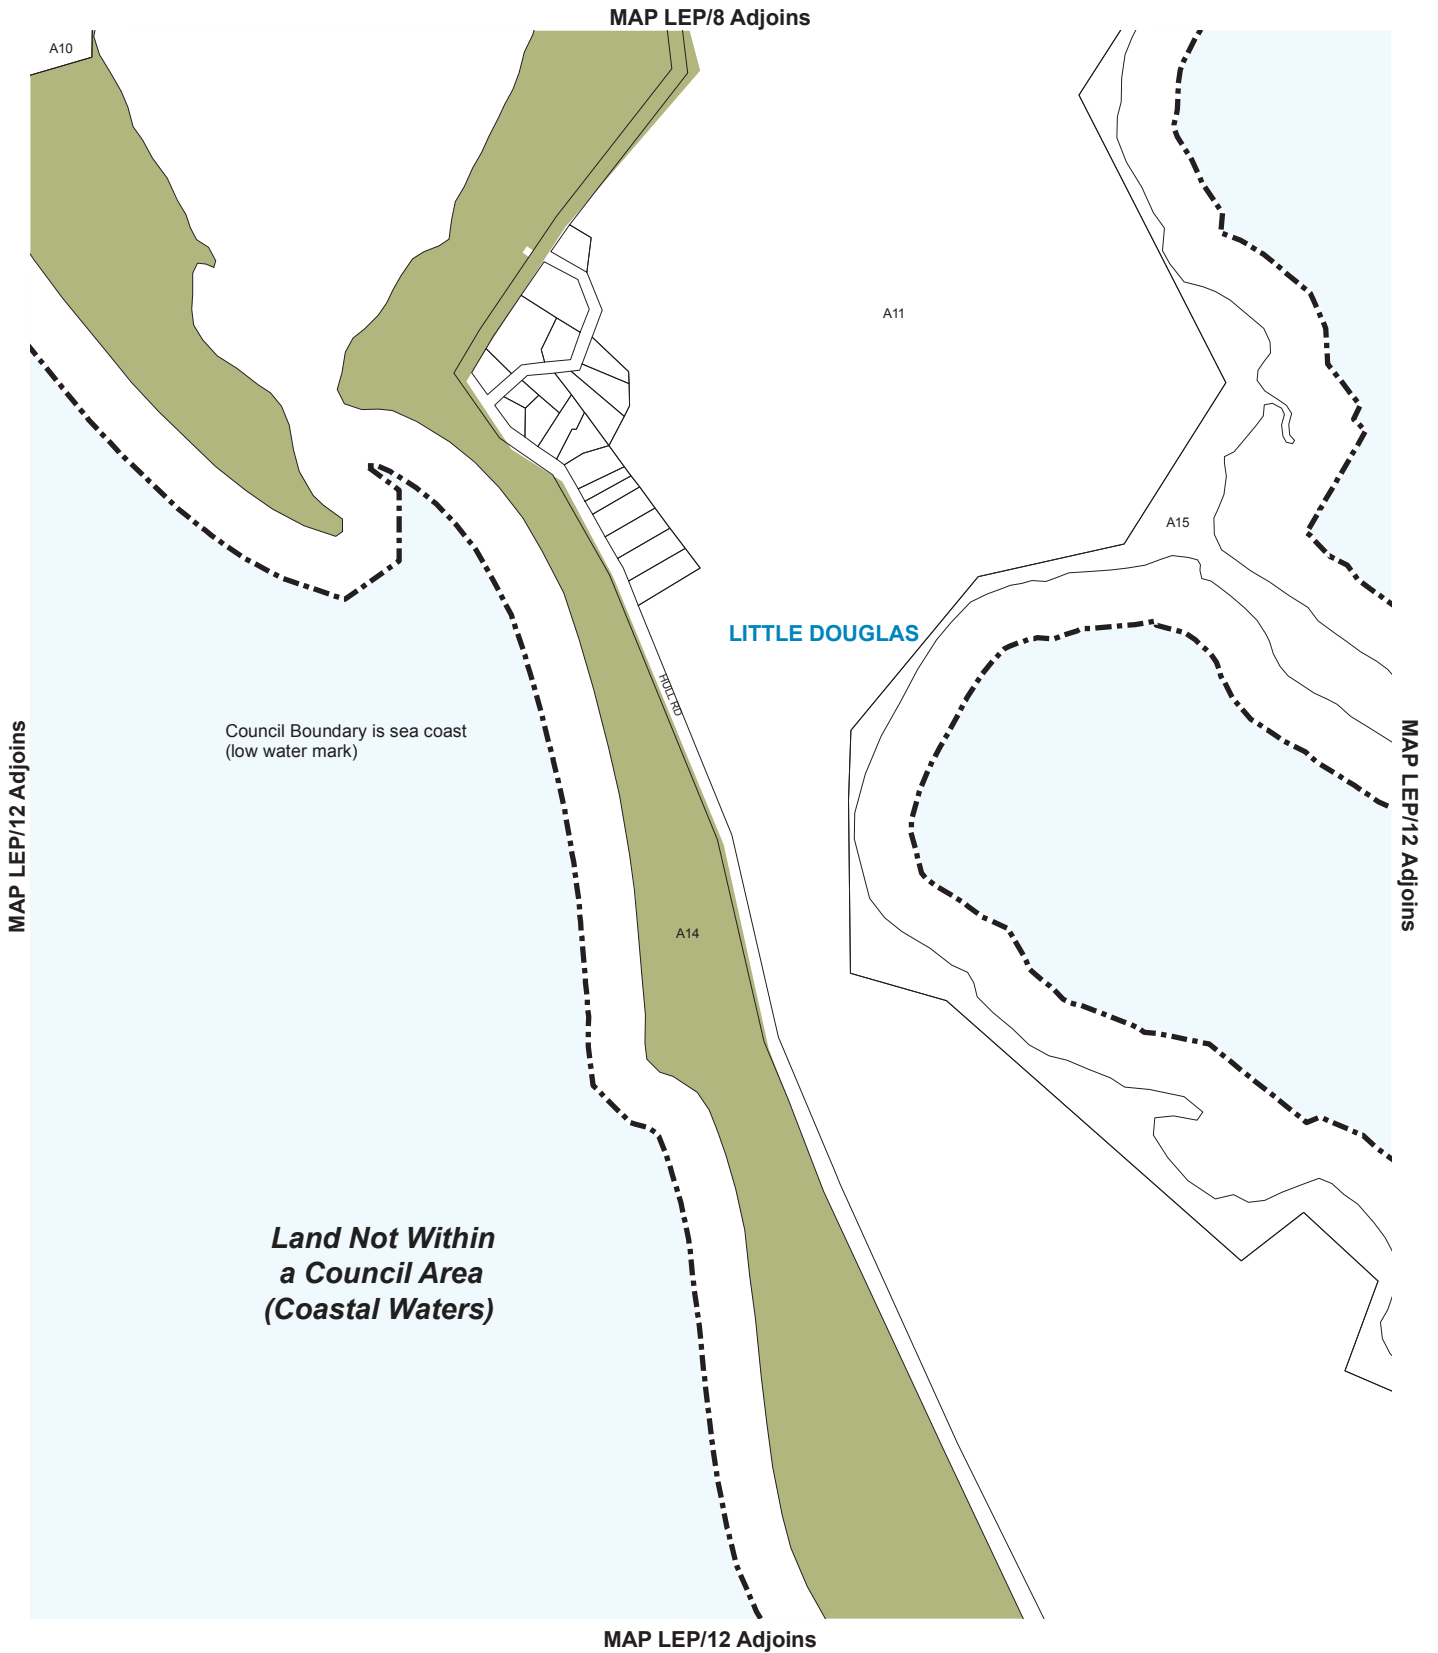 MAP LEP/8 Adjoins
A10
A11
A15
LITTLE DOUGLAS
HULL RD
Council Boundary is sea coast
(low water mark)
MAP LEP/12 Adjoins
MAP LEP/12 Adjoins
A14
Land Not Within
a Council Area
(Coastal Waters)
MAP LEP/12 Adjoins